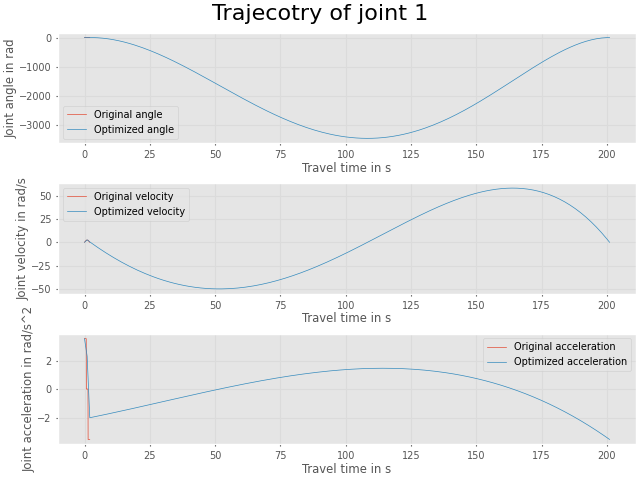 Trajecotry of joint 1
Joint angle in rad
0
−1000
−2000
−3000
Original angle
Optimized angle
0 25 50 75 100 125 150 175 200
Travel time in s
Joint velocity in rad/s
50
25
0
−25
−50
Original velocity
Optimized velocity
0 25 50 75 100 125 150 175 200
Travel time in s
Joint acceleration in rad/s^2
2
0
−2
Original acceleration
Optimized acceleration
0 25 50 75 100 125 150 175 200
Travel time in s